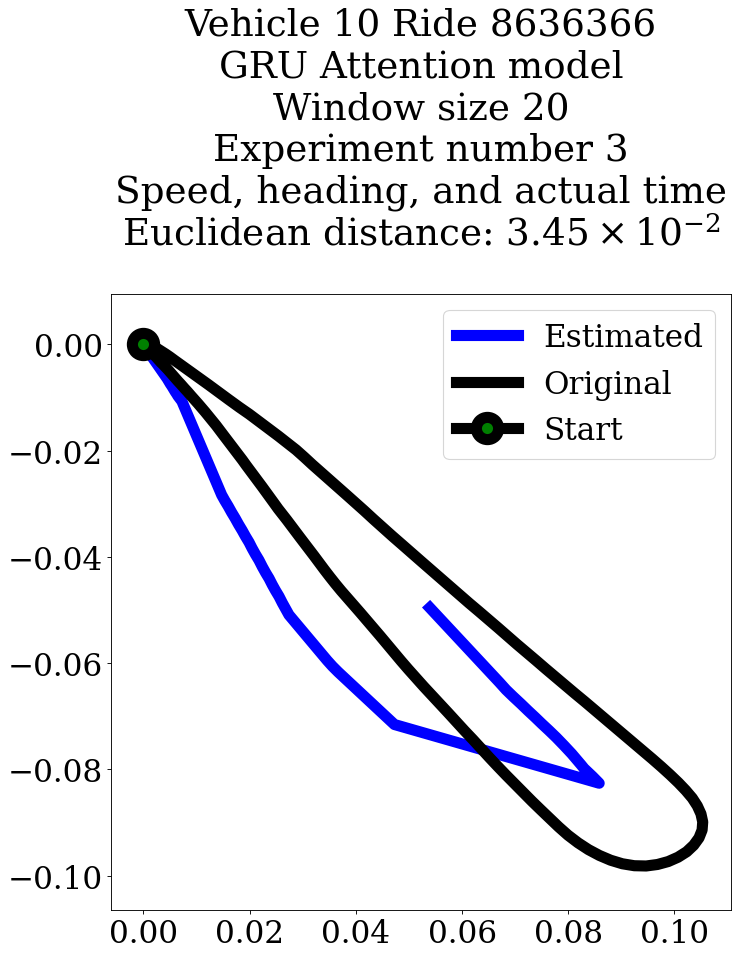 Vehicle 10 Ride 8636366
GRU Attention model
Window size 20
Experiment number 3
Speed, heading, and actual time
Euclidean distance: 3.45 × 10⁻²
Estimated
Original
Start
0.00
−0.02
−0.04
−0.06
−0.08
−0.10
0.00 0.02 0.04 0.06 0.08 0.10